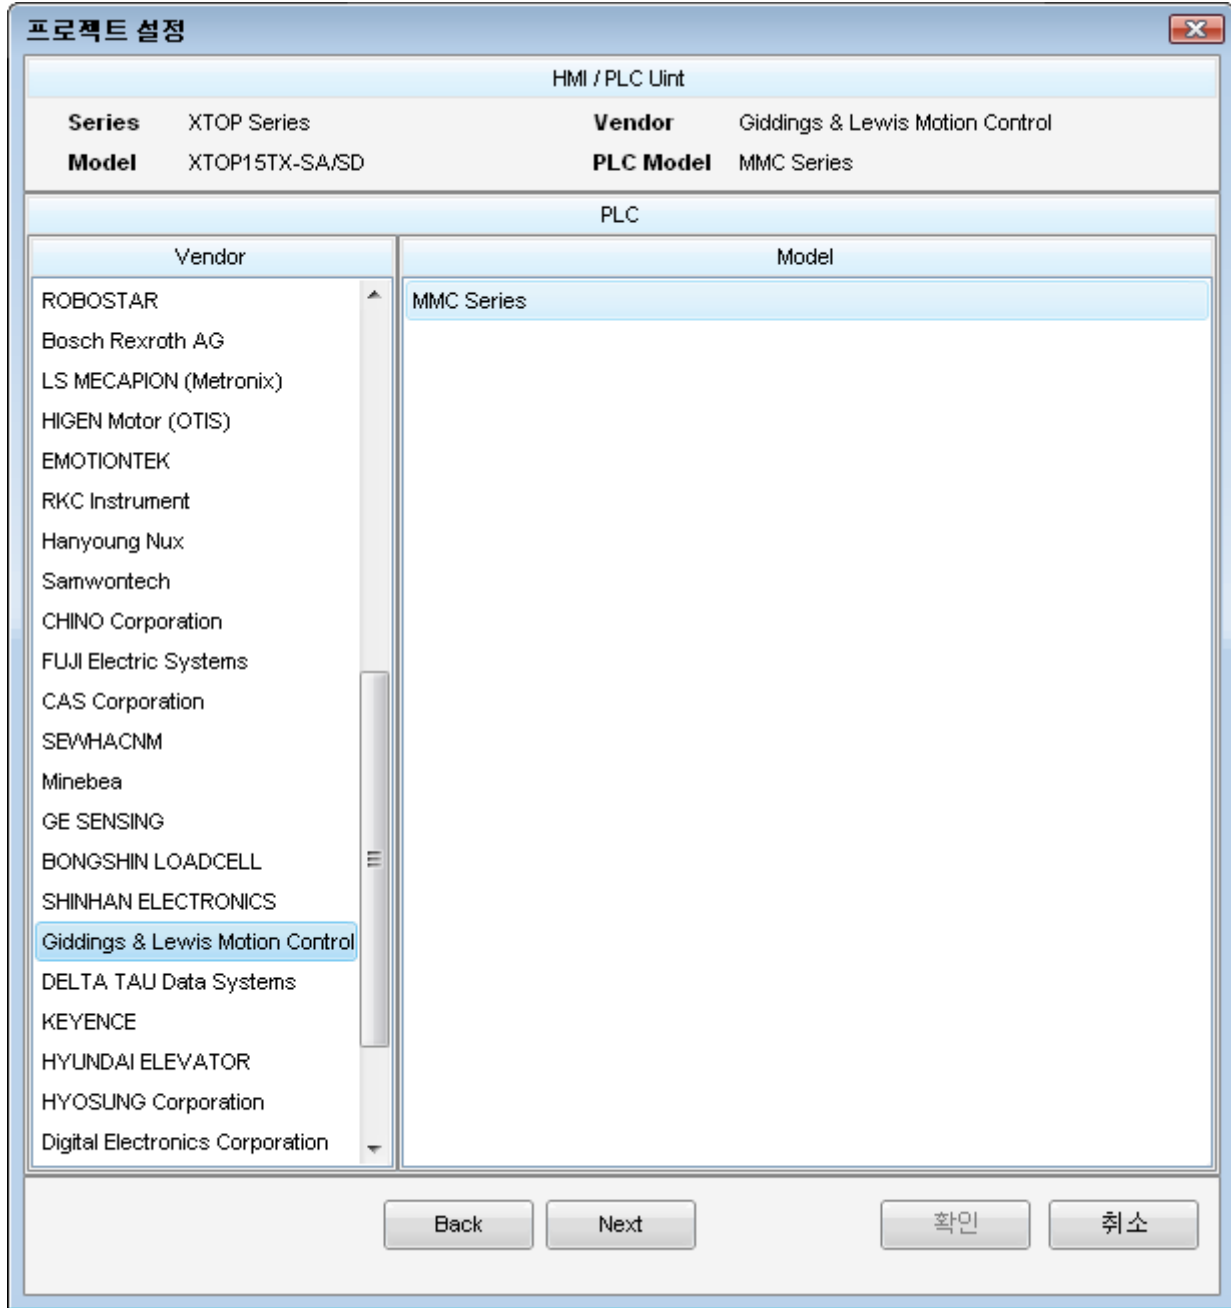 프로젝트 설정
HMI / PLC Uint
Series XTOP Series Vendor Giddings & Lewis Motion Control
Model XTOP15TX-SA/SD PLC Model MMC Series
PLC
Vendor Model
ROBOSTAR MMC Series
Bosch Rexroth AG
LS MECAPION (Metronix)
HIGEN Motor (OTIS)
EMOTIONTEK
RKC Instrument
Hanyoung Nux
Samwontech
CHINO Corporation
FUJI Electric Systems
CAS Corporation
SEWHACNM
Minebea
GE SENSING
BONGSHIN LOADCELL
SHINHAN ELECTRONICS
Giddings & Lewis Motion Control
DELTA TAU Data Systems
KEYENCE
HYUNDAI ELEVATOR
HYOSUNG Corporation
Digital Electronics Corporation
Back Next 확인 취소